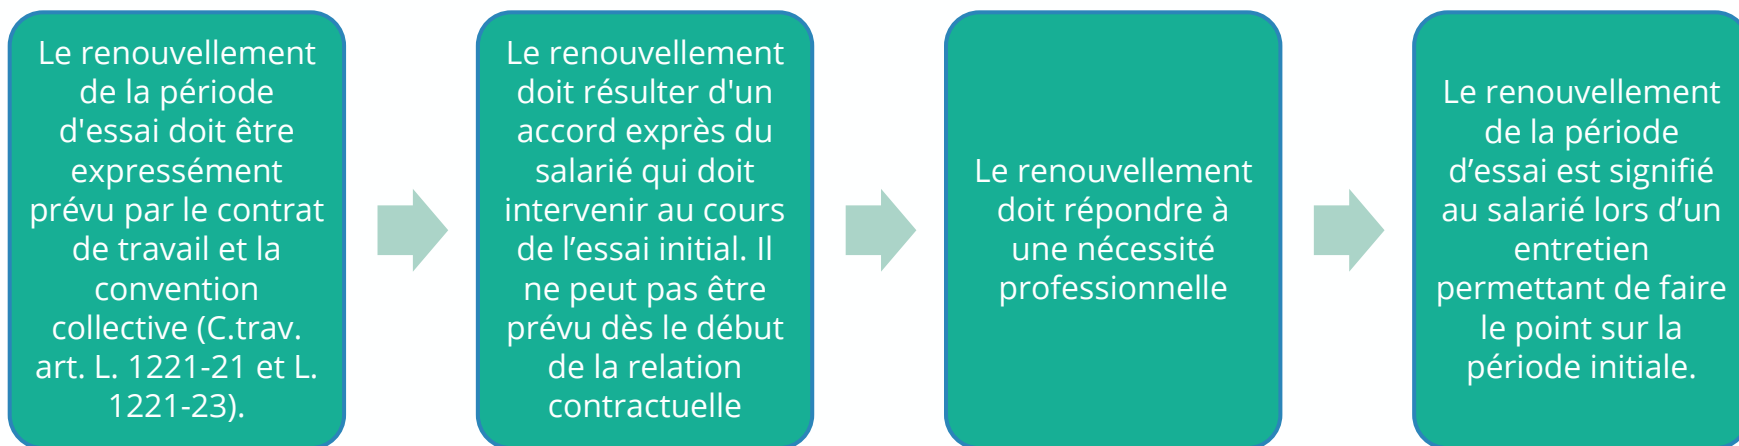 Le renouvellement
de la période
d'essai doit être
expressément
prévu par le contrat
de travail et la
convention
collective (C.trav.
art. L. 1221-21 et L.
1221-23).
Le renouvellement
doit résulter d'un
accord exprès du
salarié qui doit
intervenir au cours
de l’essai initial. Il
ne peut pas être
prévu dès le début
de la relation
contractuelle
Le renouvellement
doit répondre à
une nécessité
professionnelle
Le renouvellement
de la période
d’essai est signifié
au salarié lors d’un
entretien
permettant de faire
le point sur la
période initiale.